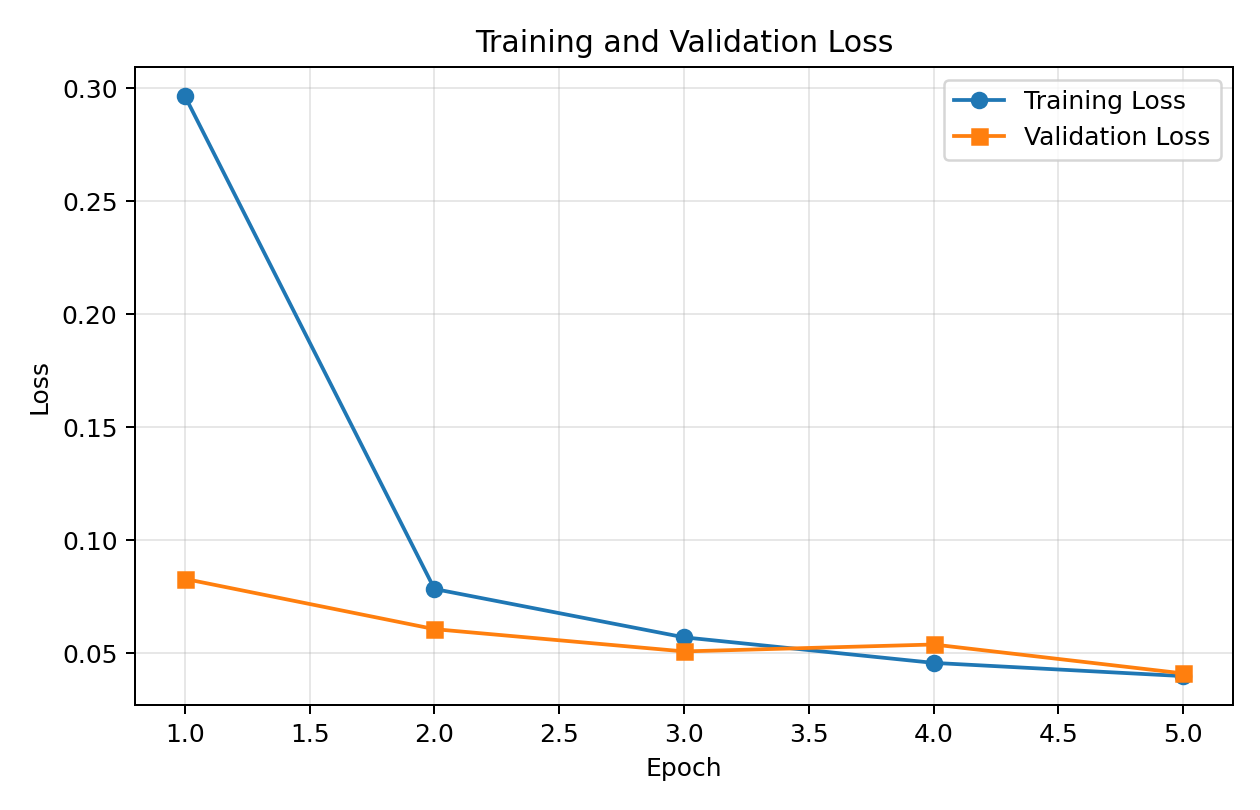 Training and Validation Loss
Training Loss
Validation Loss
0.30
0.25
0.20
0.15
0.10
0.05
Loss
1.0 1.5 2.0 2.5 3.0 3.5 4.0 4.5 5.0
Epoch